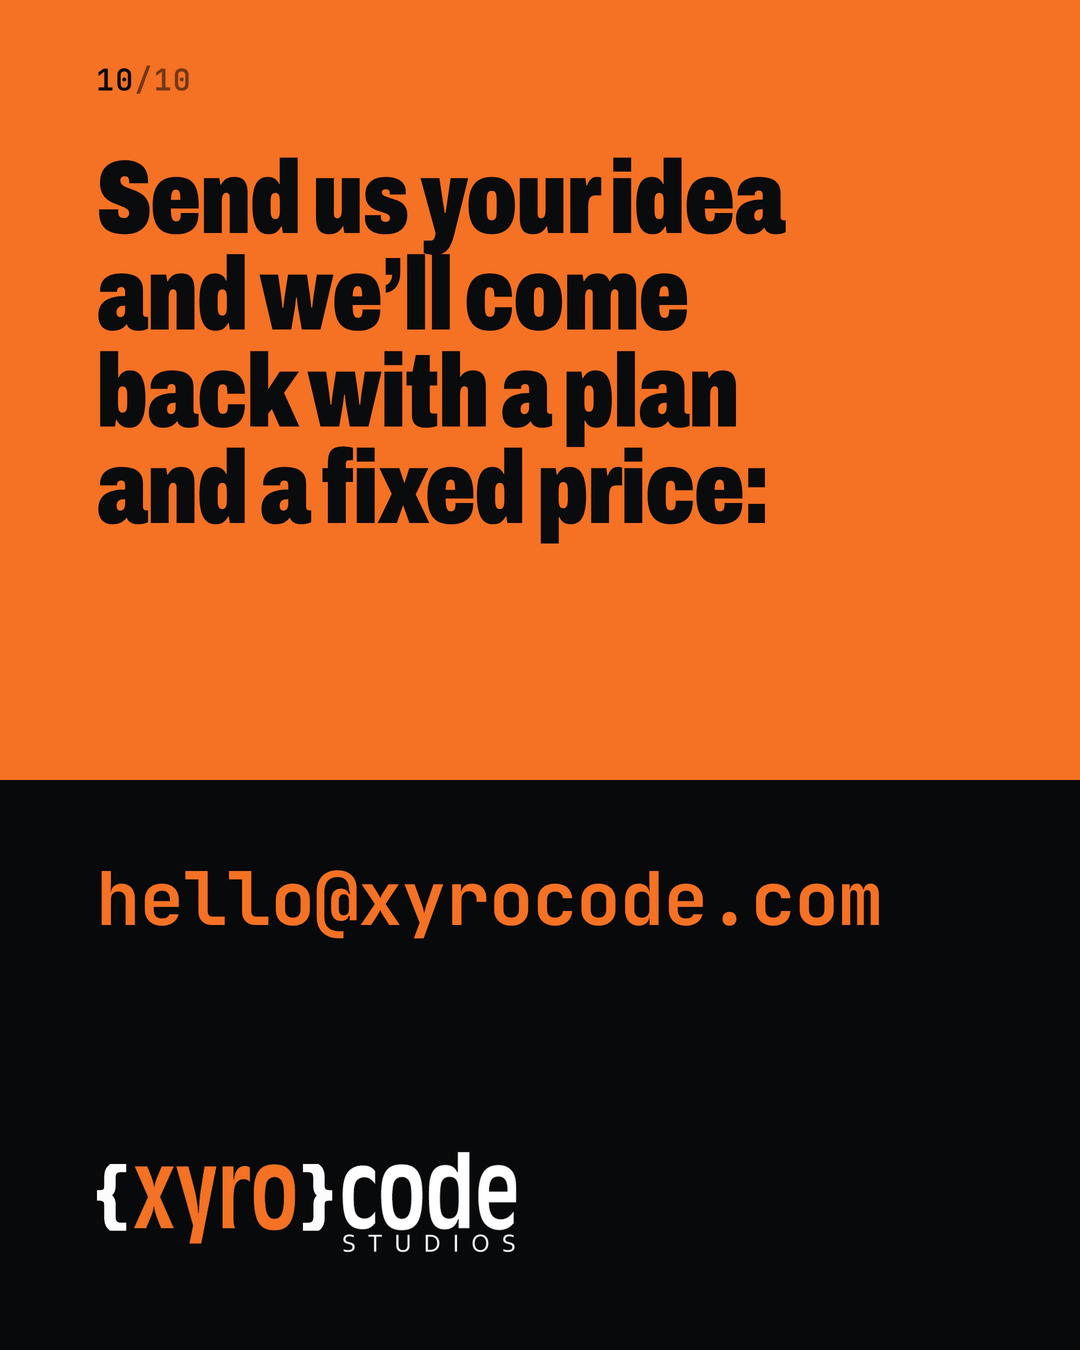 10/10
Send us your idea
and we’ll come
back with a plan
and a fixed price:
hello@xyrocode.com
{xyro}code
STUDIOS